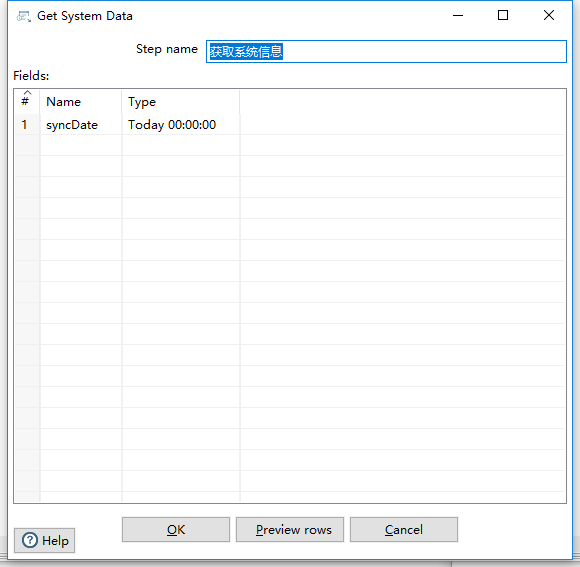 Get System Data
Step name 获取系统信息
Fields:
# Name Type
1 syncDate Today 00:00:00
OK Preview rows Cancel
? Help